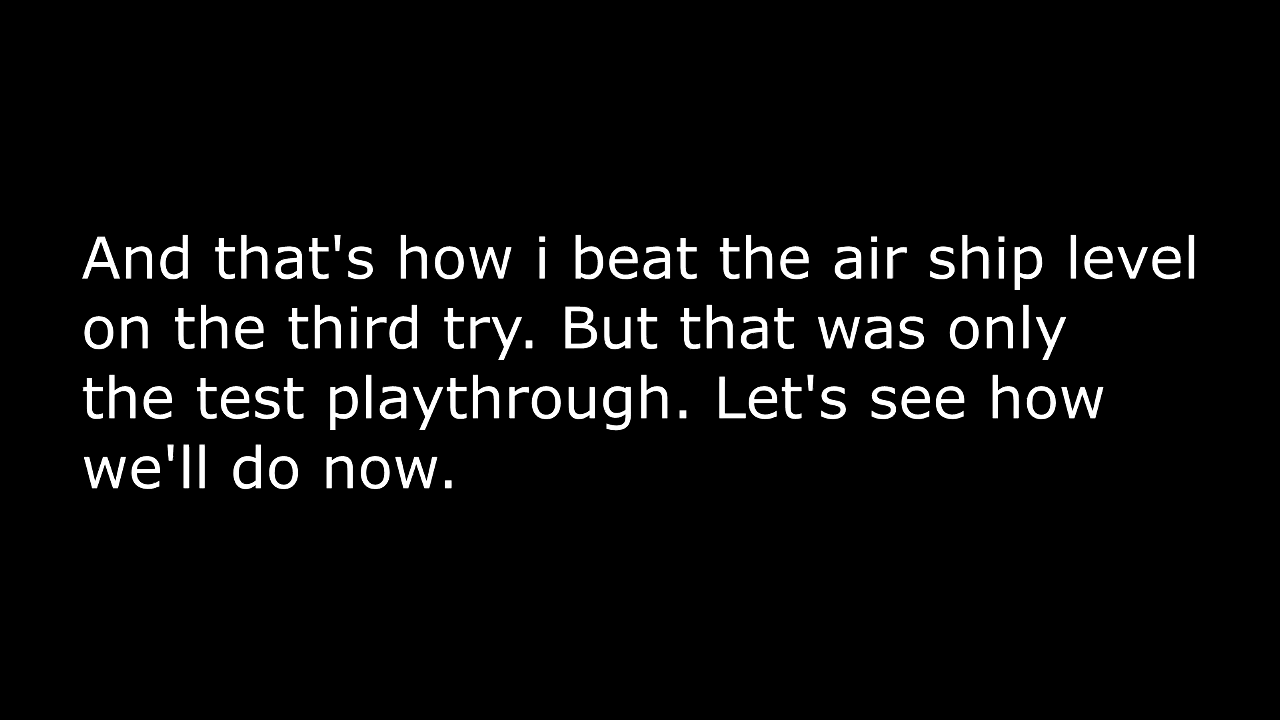 And that's how i beat the air ship level
on the third try. But that was only
the test playthrough. Let's see how
we'll do now.